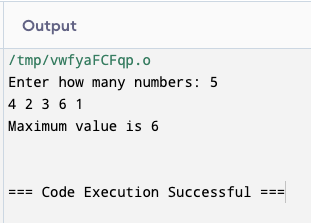 Output
/tmp/vwfyaFCFqp.o
Enter how many numbers: 5
4 2 3 6 1
Maximum value is 6
=== Code Execution Successful ===